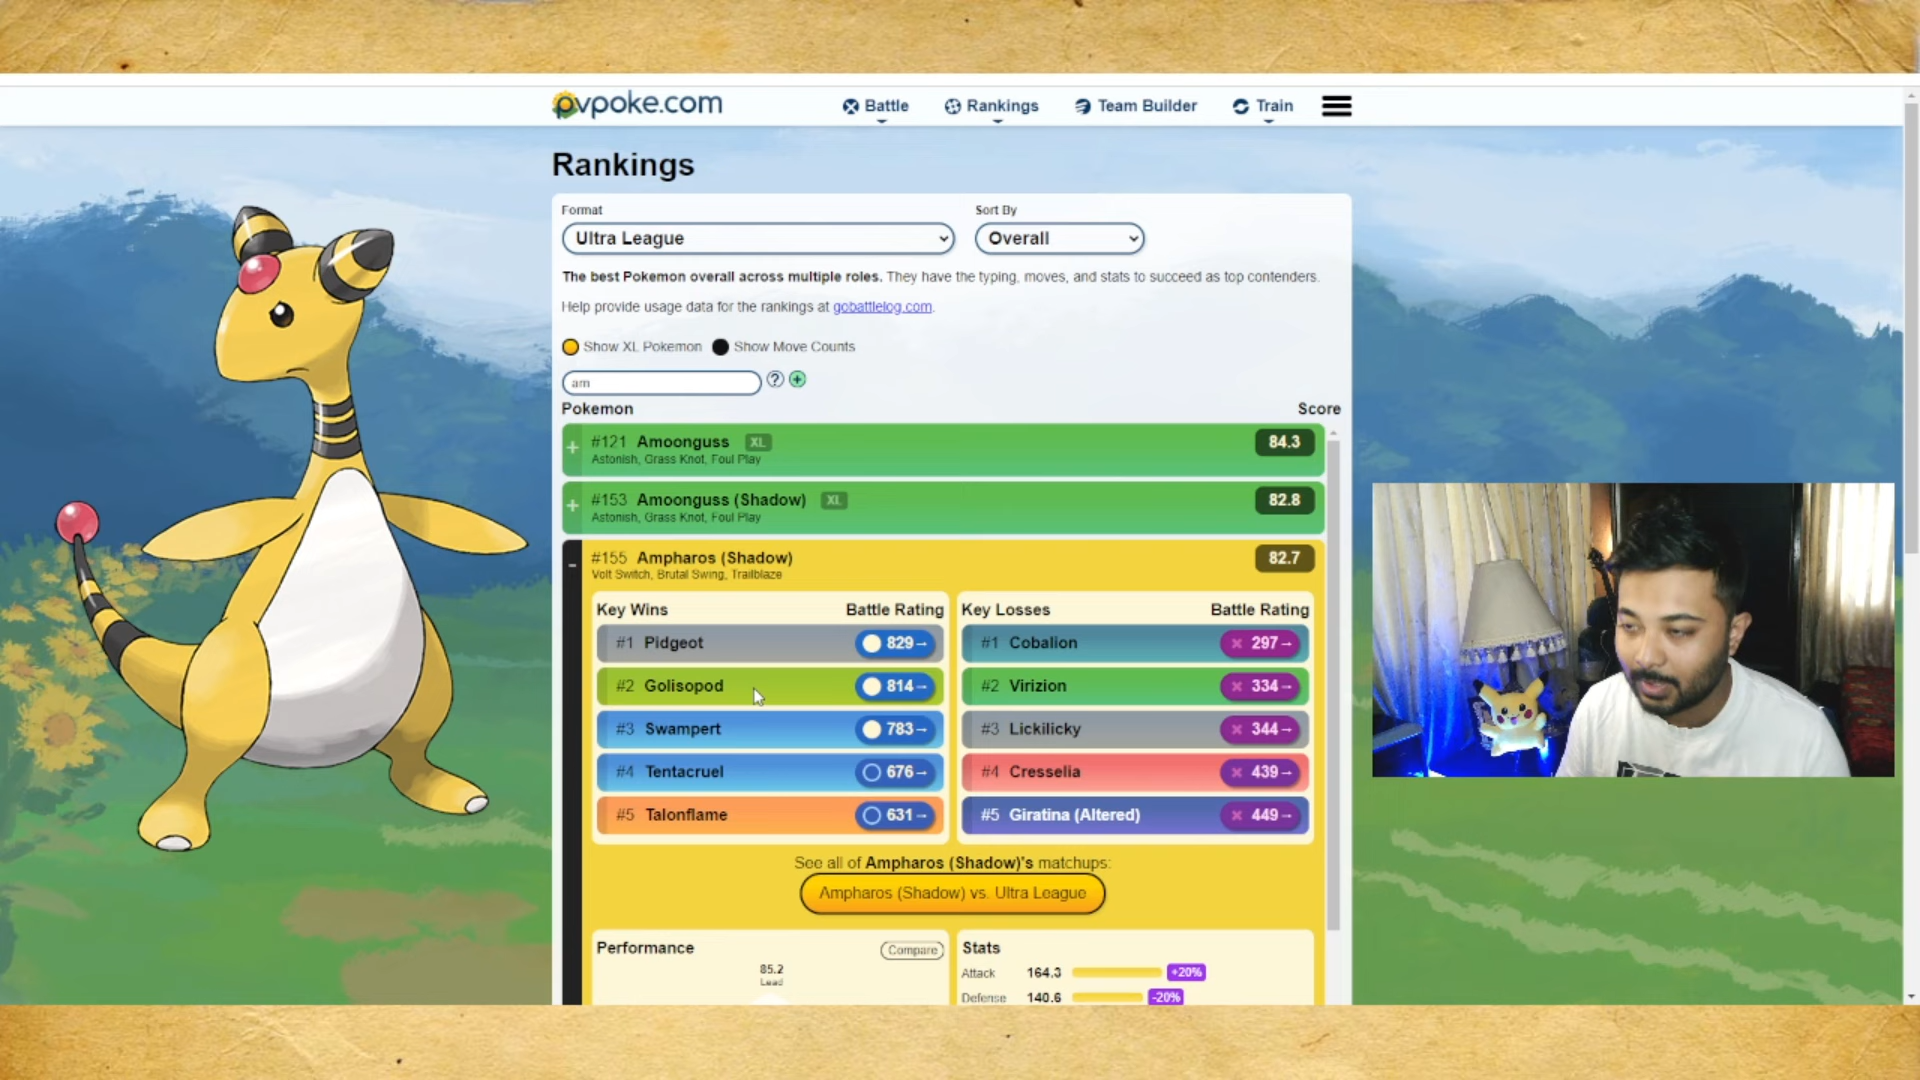 pvpoke.com
Battle
Rankings
Team Builder
Train
Rankings
Format
Sort By
Ultra League
Overall
The best Pokemon overall across multiple roles. They have the typing, moves, and stats to succeed as top contenders.
Help provide usage data for the rankings at gobattlelog.com.
Show XL Pokemon
Show Move Counts
am
?
Pokemon
Score
#121 Amoonguss XL
84.3
Astonish, Grass Knot, Foul Play
#153 Amoonguss (Shadow) XL
82.8
Astonish, Grass Knot, Foul Play
#155 Ampharos (Shadow)
82.7
Volt Switch, Brutal Swing, Trailblaze
Key Wins
Battle Rating
#1 Pidgeot
829
#2 Golisopod
814
#3 Swampert
783
#4 Tentacruel
676
#5 Talonflame
631
Key Losses
Battle Rating
#1 Cobalion
297
#2 Virizion
334
#3 Lickilicky
344
#4 Cresselia
439
#5 Giratina (Altered)
449
See all of Ampharos (Shadow)'s matchups:
Ampharos (Shadow) vs. Ultra League
Performance
Compare
85.2
Lead
Stats
Attack 164.3 +20%
Defense 140.6 -20%